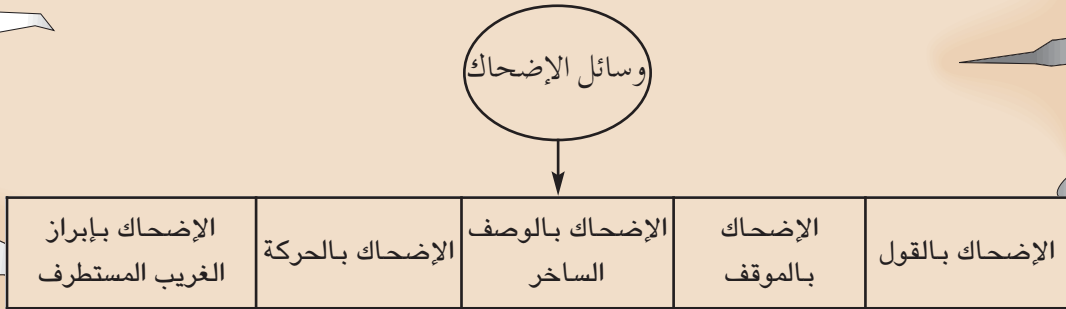 وسائل الإضحاك
الإضحاك بالقول
الإضحاك
بالموقف
الإضحاك بالوصف
الساخر
الإضحاك بالحركة
الإضحاك بإبراز
الغريب المستطرف